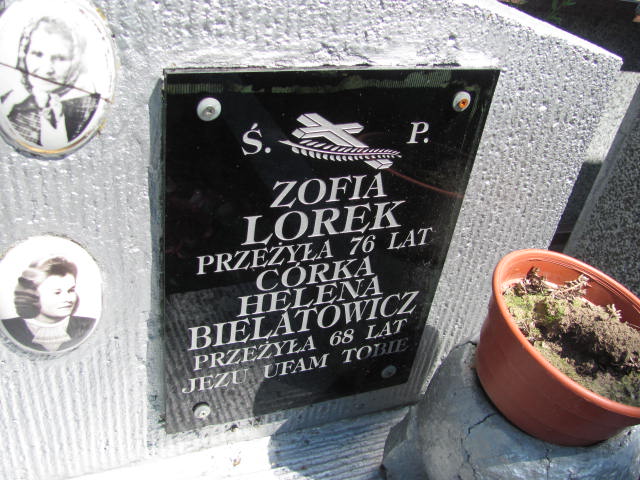 Ś. P.
ZOFIA
LOREK
PRZEŻYŁA 76 LAT
CÓRKA
HELENA
BIELATOWICZ
PRZEŻYŁA 68 LAT
JEZU UFAM TOBIE